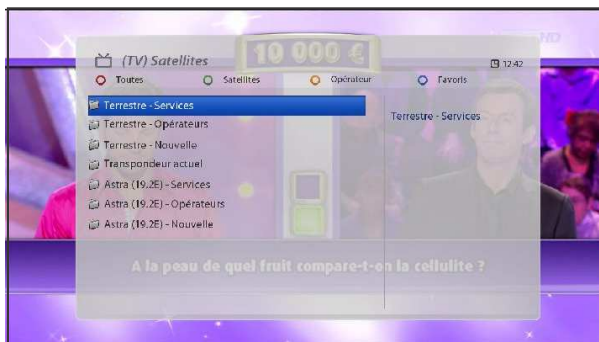 HD
10 000 €
(TV) Satellites
12:42
Toutes Satellites Opérateur Favoris
Terrestre - Services
Terrestre - Services
Terrestre - Opérateurs
Terrestre - Nouvelle
Transpondeur actuel
Astra (19.2E) - Services
Astra (19.2E) - Opérateurs
Astra (19.2E) - Nouvelle
A la peau de quel fruit compare-t-on la cellulite ?